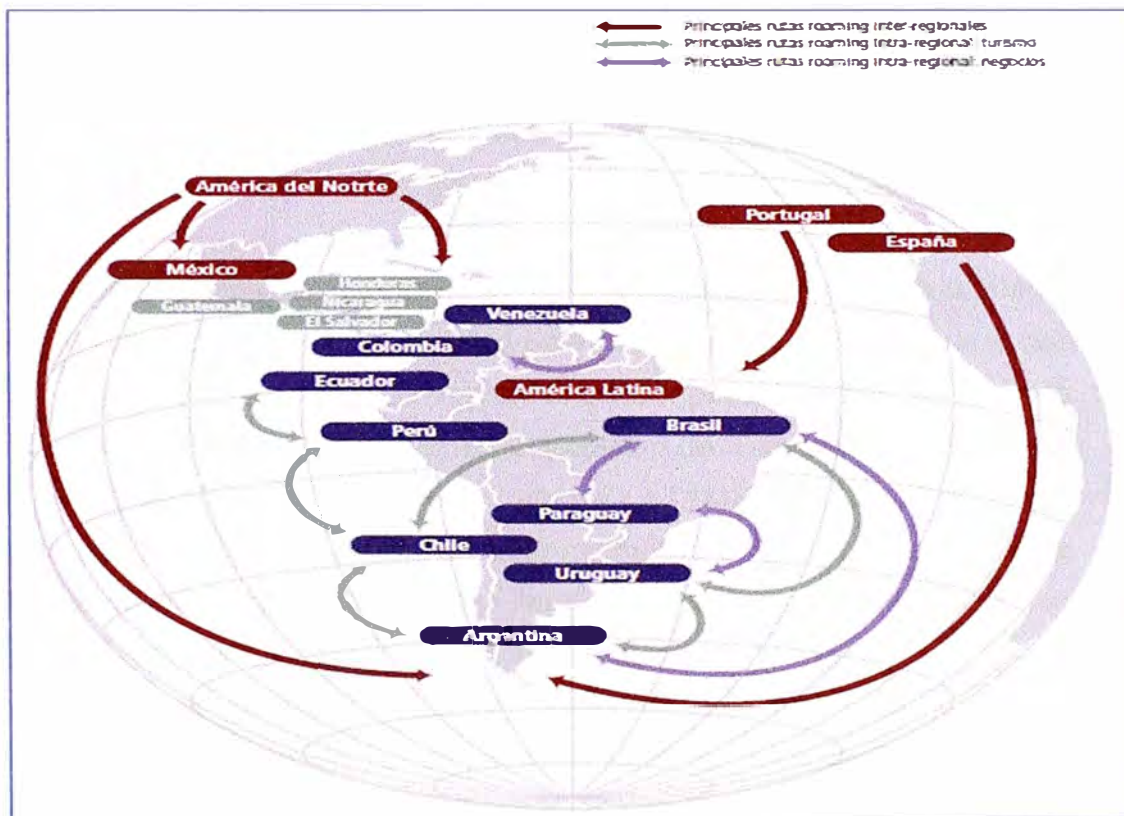 Principales rutas roaming inter-regionales
Principales rutas roaming intra-regional: turismo
Principales rutas roaming intra-regional: negocios
América del Notrte
Portugal
España
México
Honduras
Guatemala
Nicaragua
El Salvador
Venezuela
Colombia
Ecuador
América Latina
Perú
Brasil
Paraguay
Chile
Uruguay
Argentina